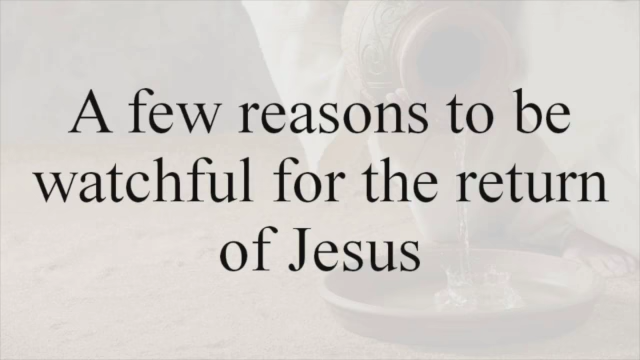 A few reasons to be
watchful for the return
of Jesus